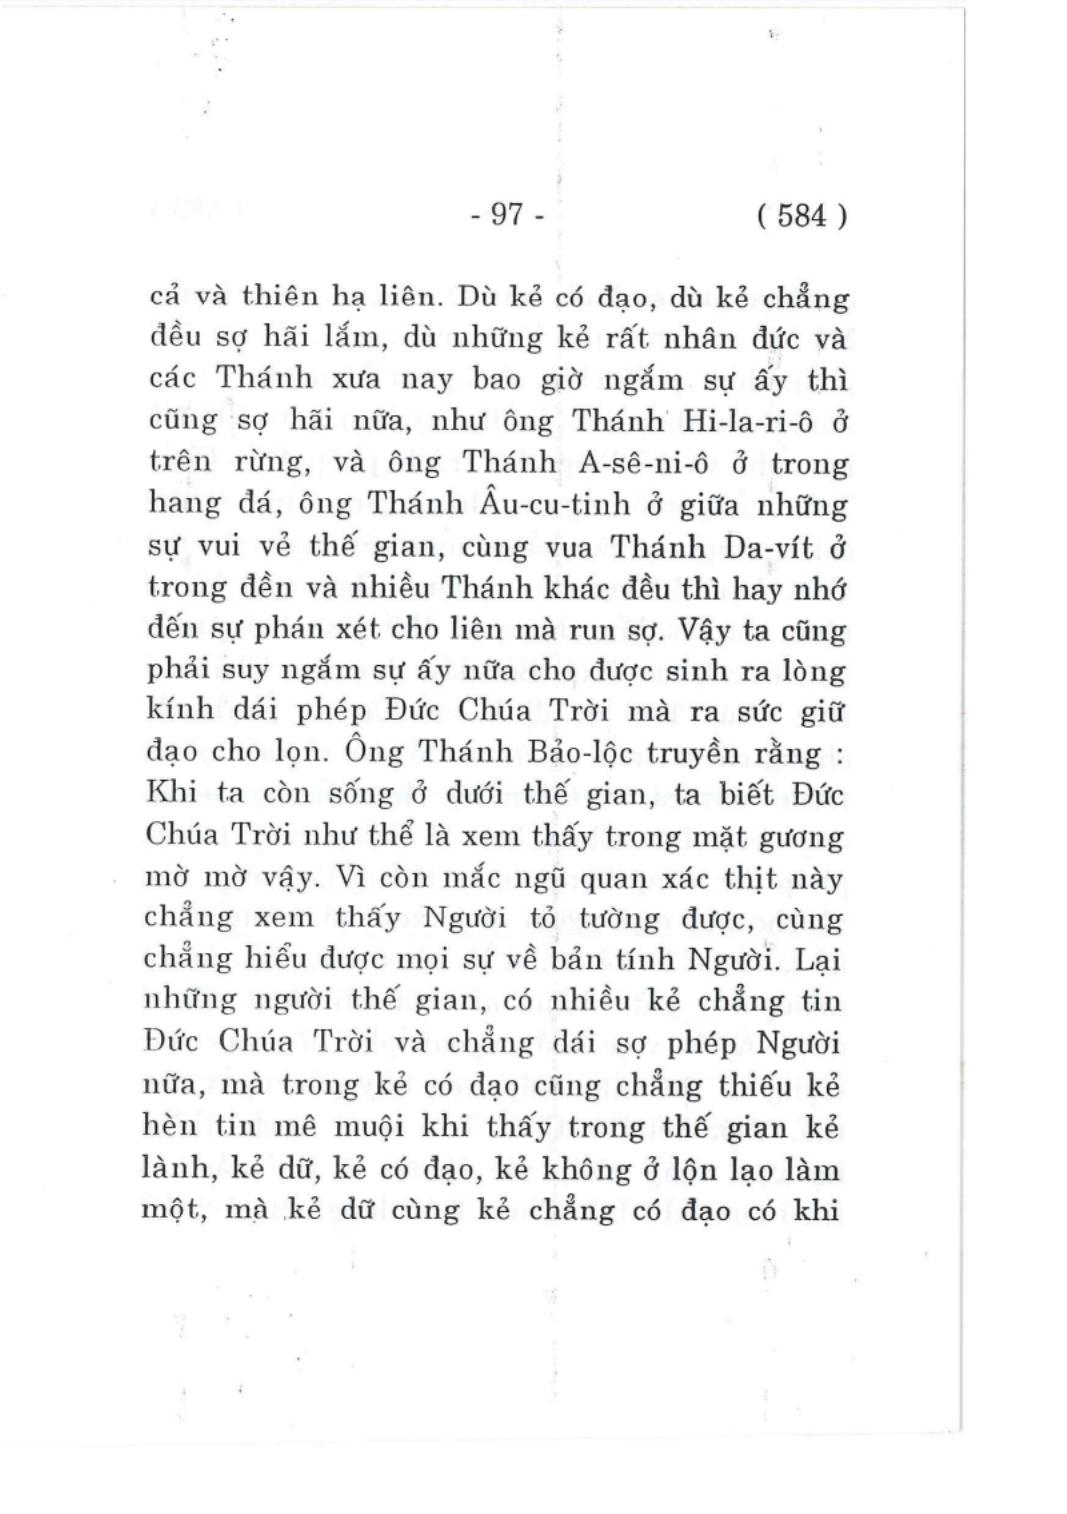 - 97 - ( 584 )
cả và thiên hạ liên. Dù kẻ có đạo, dù kẻ chẳng
đều sợ hãi lắm, dù những kẻ rất nhân đức và
các Thánh xưa nay bao giờ ngắm sự ấy thì
cũng sợ hãi nữa, như ông Thánh Hi-la-ri-ô ở
trên rừng, và ông Thánh A-sê-ni-ô ở trong
hang đá, ông Thánh Âu-cu-tinh ở giữa những
sự vui vẻ thế gian, cùng vua Thánh Da-vít ở
trong đền và nhiều Thánh khác đều thì hay nhớ
đến sự phán xét cho liên mà run sợ. Vậy ta cũng
phải suy ngắm sự ấy nữa cho được sinh ra lòng
kính dái phép Đức Chúa Trời mà ra sức giữ
đạo cho lọn. Ông Thánh Bảo-lộc truyền rằng :
Khi ta còn sống ở dưới thế gian, ta biết Đức
Chúa Trời như thể là xem thấy trong mặt gương
mờ mờ vậy. Vì còn mắc ngũ quan xác thịt này
chẳng xem thấy Người tỏ tường được, cùng
chẳng hiểu được mọi sự về bản tính Người. Lại
những người thế gian, có nhiều kẻ chẳng tin
Đức Chúa Trời và chẳng dái sợ phép Người
nữa, mà trong kẻ có đạo cũng chẳng thiếu kẻ
hèn tin mê muội khi thấy trong thế gian kẻ
lành, kẻ dữ, kẻ có đạo, kẻ không ở lộn lạo làm
một, mà kẻ dữ cùng kẻ chẳng có đạo có khi